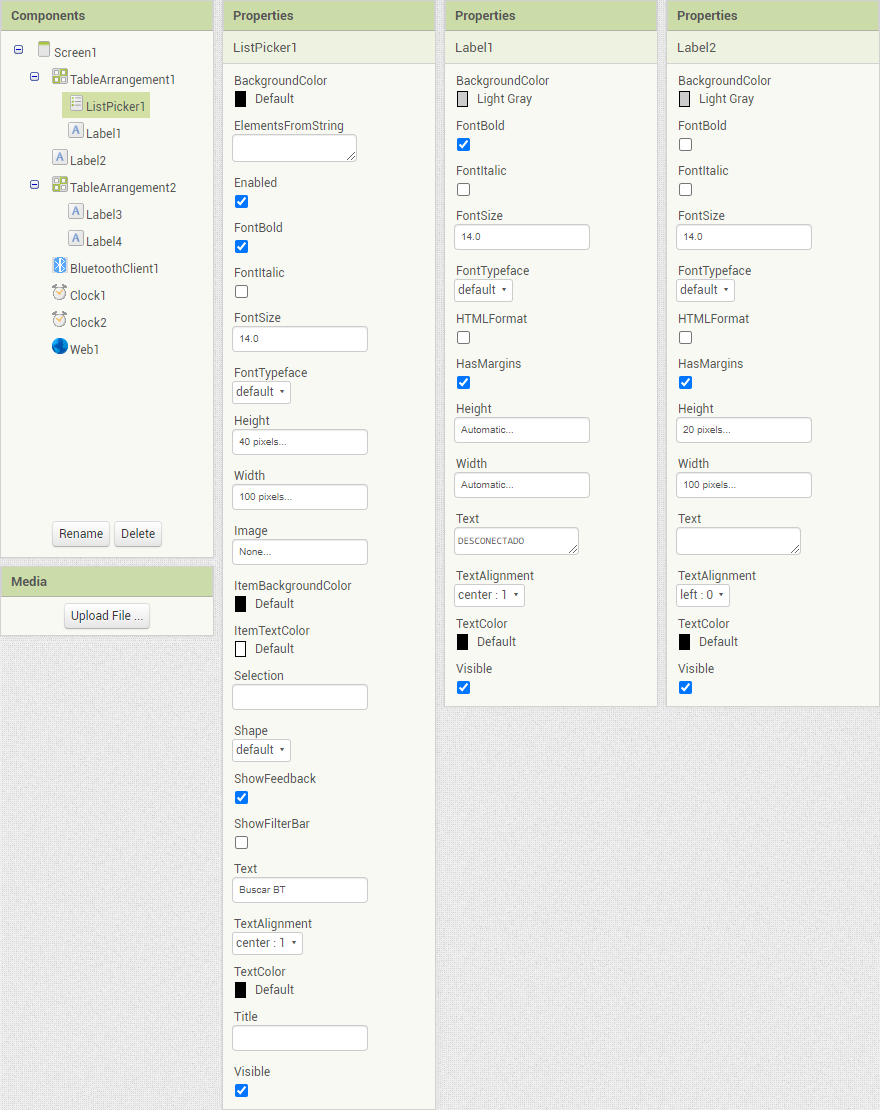 Components
Screen1
TableArrangement1
ListPicker1
Label1
Label2
TableArrangement2
Label3
Label4
BluetoothClient1
Clock1
Clock2
Web1
Rename Delete
Media
Upload File ...
Properties
ListPicker1
BackgroundColor
Default
ElementsFromString
Enabled
FontBold
FontItalic
FontSize
14.0
FontTypeface
default
Height
40 pixels...
Width
100 pixels...
Image
None...
ItemBackgroundColor
Default
ItemTextColor
Default
Selection
Shape
default
ShowFeedback
ShowFilterBar
Text
Buscar BT
TextAlignment
center : 1
TextColor
Default
Title
Visible
Properties
Label1
BackgroundColor
Light Gray
FontBold
FontItalic
FontSize
14.0
FontTypeface
default
HTMLFormat
HasMargins
Height
Automatic...
Width
Automatic...
Text
DESCONECTADO
TextAlignment
center : 1
TextColor
Default
Visible
Properties
Label2
BackgroundColor
Light Gray
FontBold
FontItalic
FontSize
14.0
FontTypeface
default
HTMLFormat
HasMargins
Height
20 pixels...
Width
100 pixels...
Text
TextAlignment
left : 0
TextColor
Default
Visible